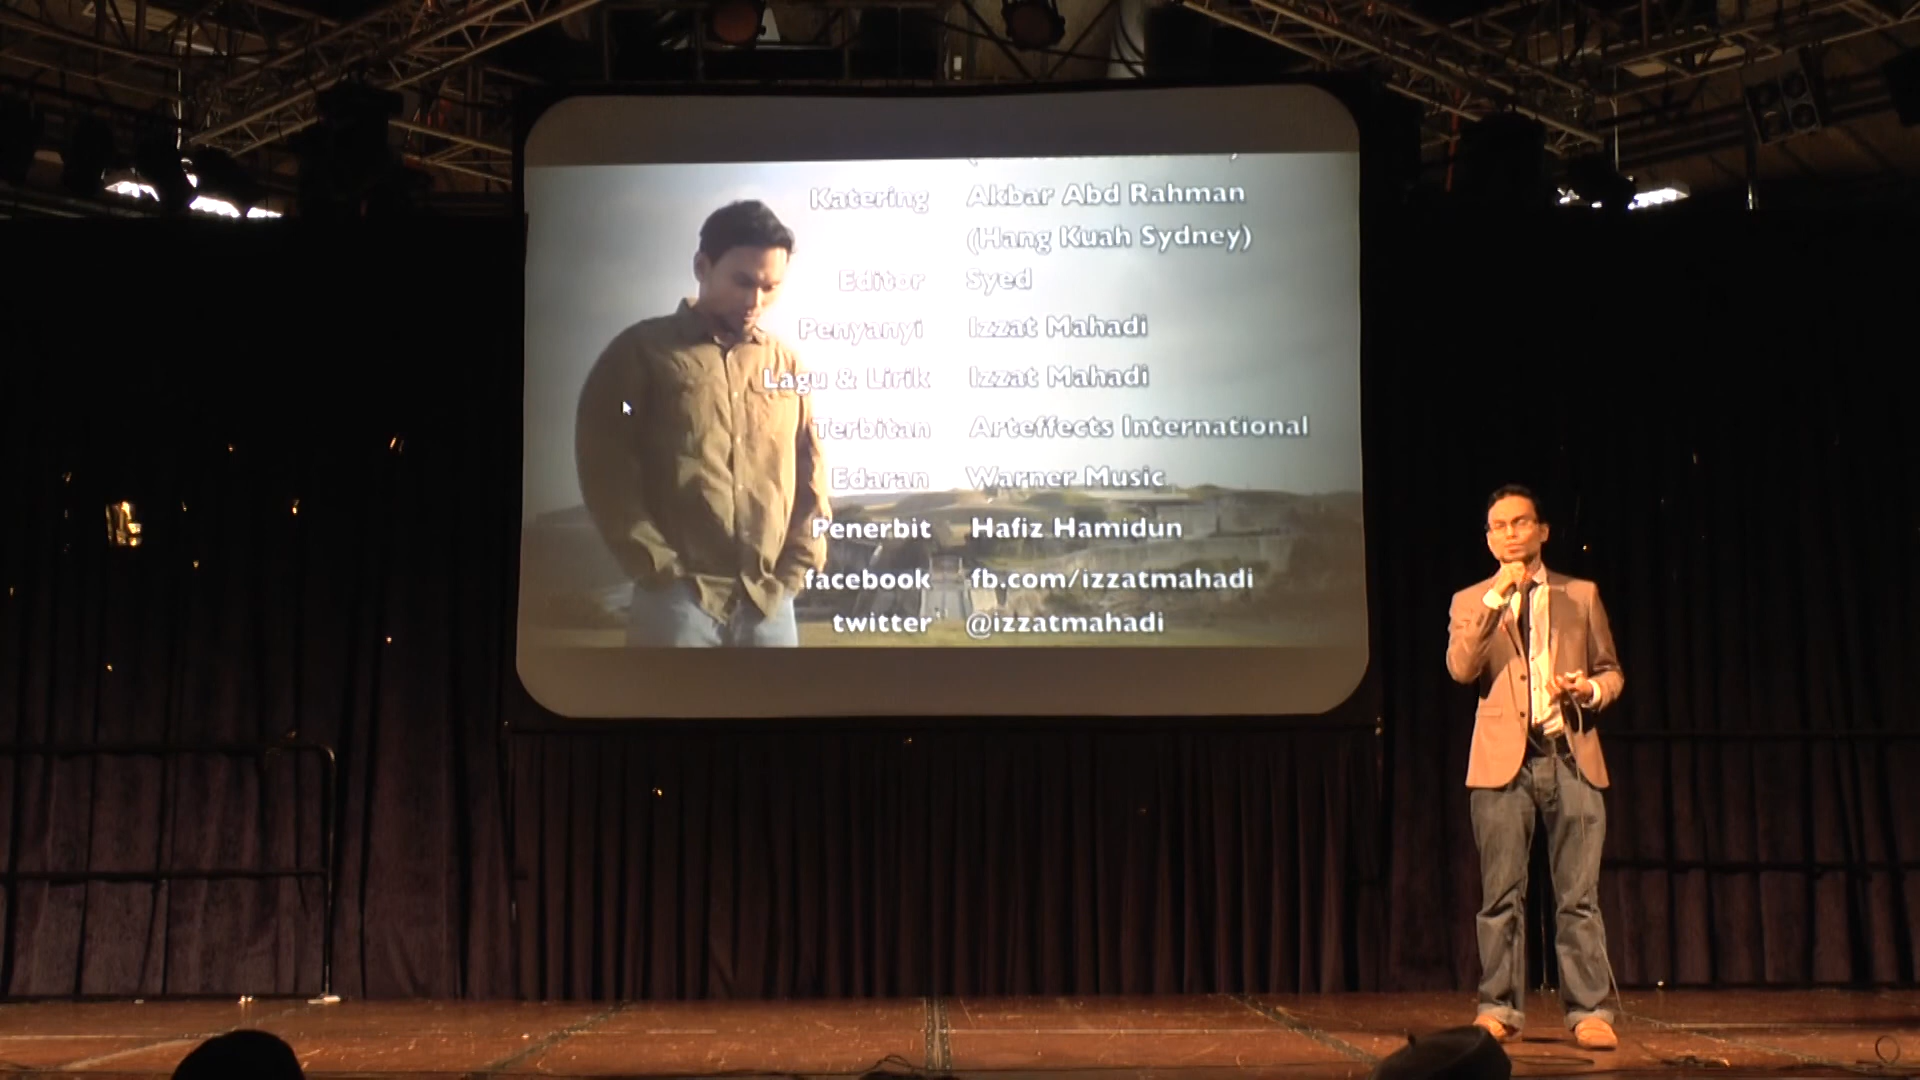 Katering Akbar Abd Rahman
(Hang Kuah Sydney)
Editor Syed
Penyanyi Izzat Mahadi
Lagu & Lirik Izzat Mahadi
Terbitan Arteffects International
Edaran Warner Music
Penerbit Hafiz Hamidun
facebook fb.com/izzatmahadi
twitter @izzatmahadi